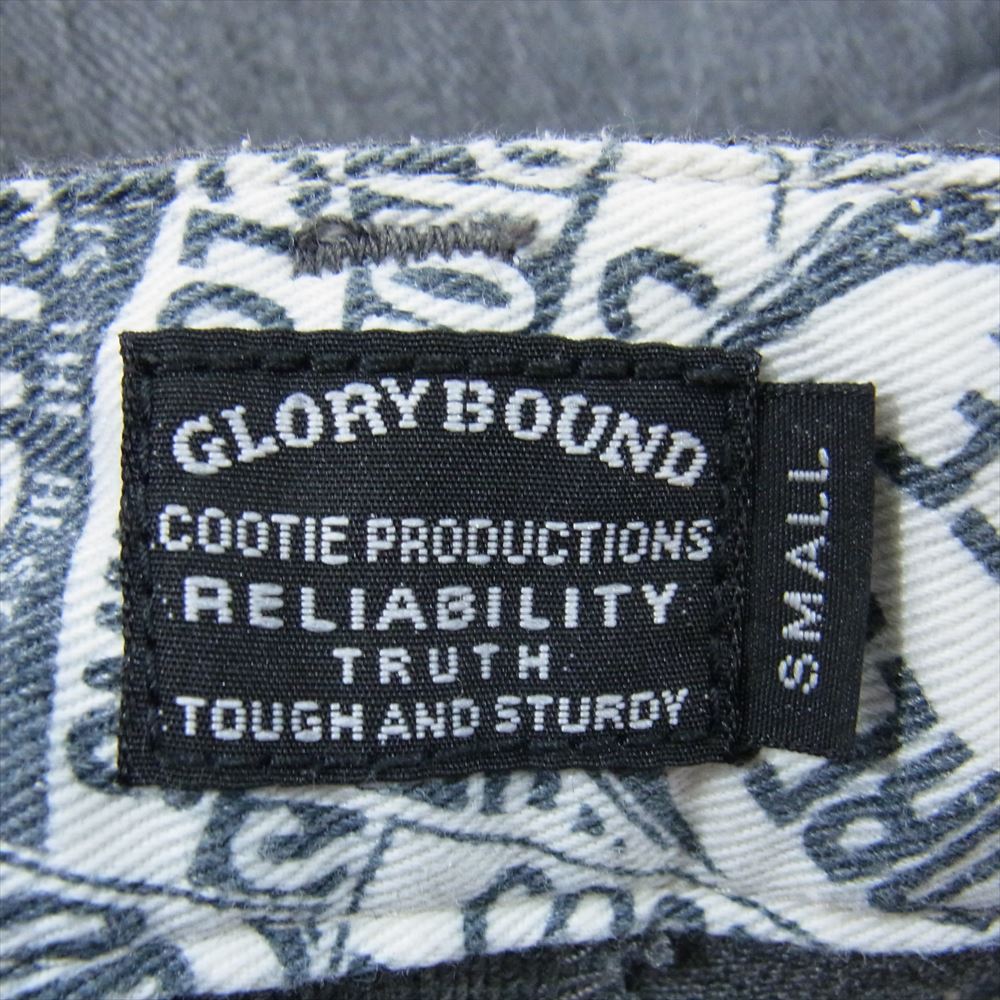 GLORY BOUND
COOTIE PRODUCTIONS
RELIABILITY
TRUTH
TOUGH AND STURDY
SMALL